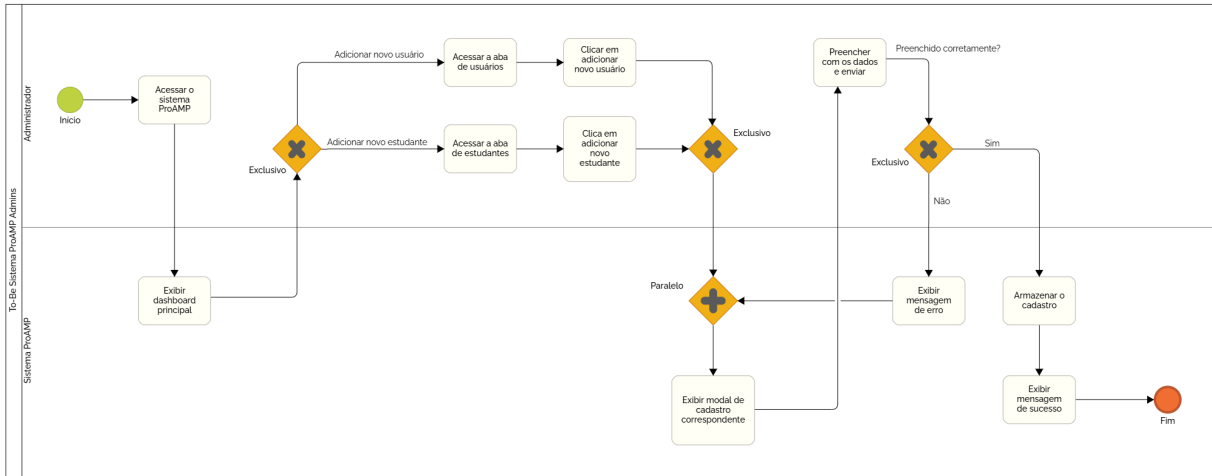 To-Be Sistema ProAMP Admins
Administrador
Início
Acessar o
sistema
ProAMP
Exclusivo
Adicionar novo usuário
Acessar a aba
de usuários
Clicar em
adicionar
novo usuário
Adicionar novo estudante
Acessar a aba
de estudantes
Clica em
adicionar
novo
estudante
Exclusivo
Preencher
com os dados
e enviar
Preenchido corretamente?
Exclusivo
Sim
Não
Sistema ProAMP
Exibir
dashboard
principal
Paralelo
Exibir modal de
cadastro
correspondente
Exibir
mensagem
de erro
Armazenar o
cadastro
Exibir
mensagem
de sucesso
Fim